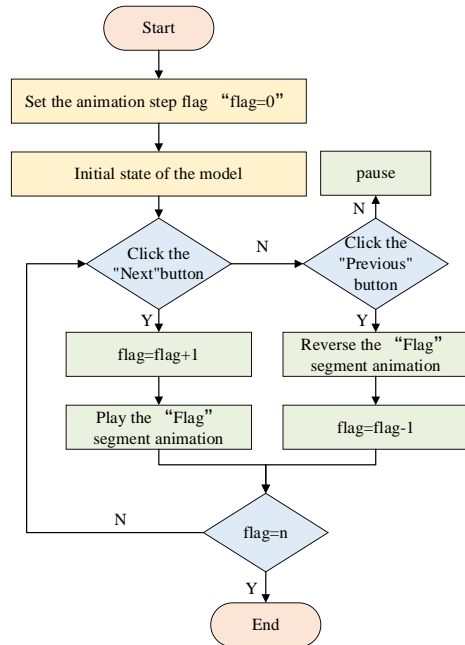 Start
Set the animation step flag “flag=0”
Initial state of the model
pause
N
Click the
"Next"button
N
Click the
"Previous"
button
Y
Y
flag=flag+1
Reverse the “Flag”
segment animation
Play the “Flag”
segment animation
flag=flag-1
N
flag=n
Y
End